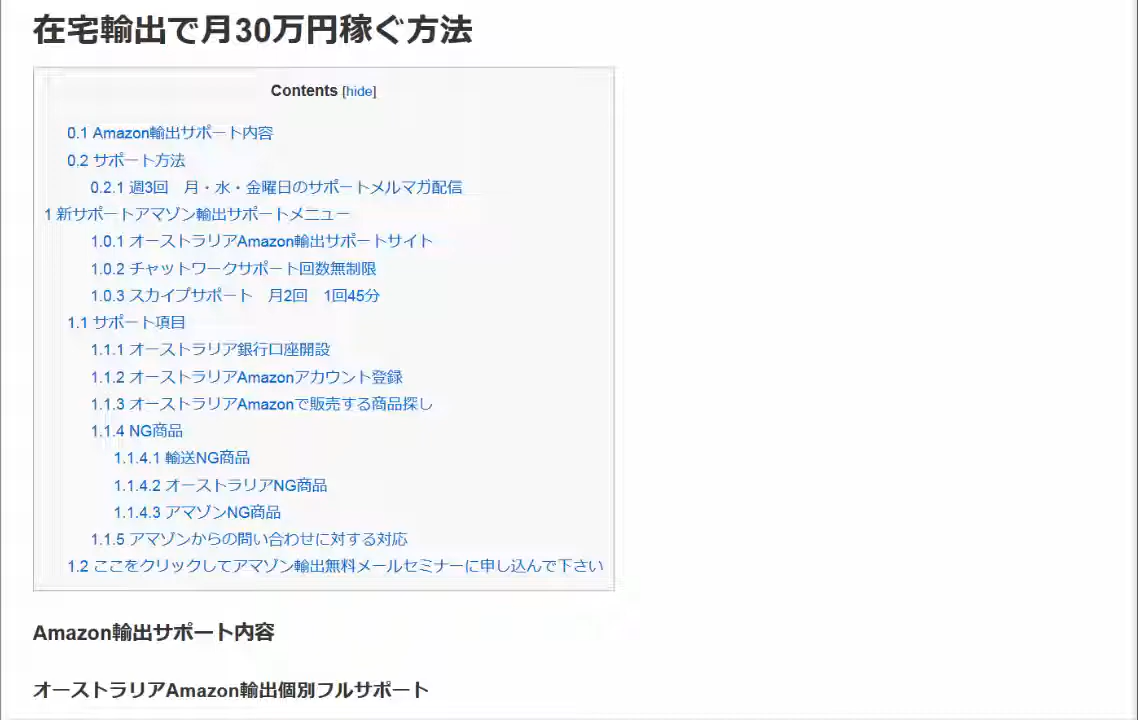 在宅輸出で月30万円稼ぐ方法
Contents [hide]
0.1 Amazon輸出サポート内容
0.2 サポート方法
0.2.1 週3回　月・水・金曜日のサポートメルマガ配信
1 新サポートアマゾン輸出サポートメニュー
1.0.1 オーストラリアAmazon輸出サポートサイト
1.0.2 チャットワークサポート回数無制限
1.0.3 スカイプサポート　月2回　1回45分
1.1 サポート項目
1.1.1 オーストラリア銀行口座開設
1.1.2 オーストラリアAmazonアカウント登録
1.1.3 オーストラリアAmazonで販売する商品探し
1.1.4 NG商品
1.1.4.1 輸送NG商品
1.1.4.2 オーストラリアNG商品
1.1.4.3 アマゾンNG商品
1.1.5 アマゾンからの問い合わせに対する対応
1.2 ここをクリックしてアマゾン輸出無料メールセミナーに申し込んで下さい
Amazon輸出サポート内容
オーストラリアAmazon輸出個別フルサポート